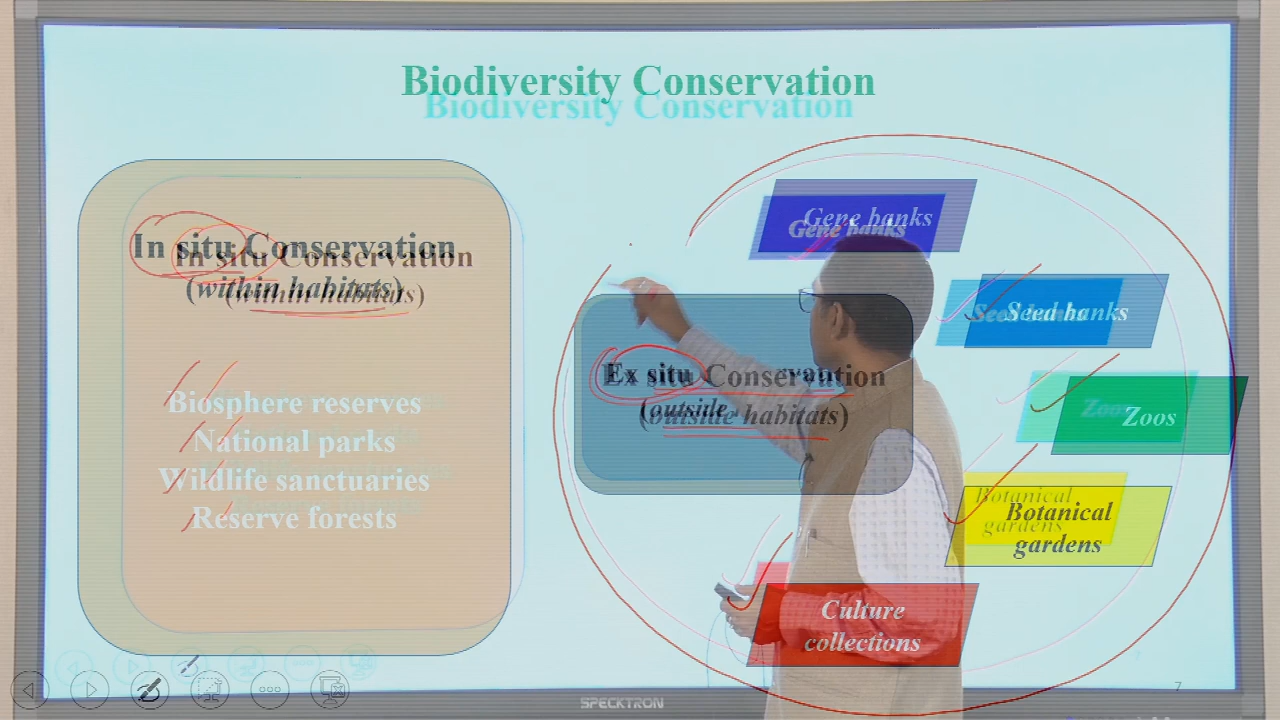 Biodiversity Conservation
In situ Conservation
(within habitats)
Biosphere reserves
National parks
Wildlife sanctuaries
Reserve forests
Ex situ Conservation
(outside habitats)
Gene banks
Seed banks
Zoos
Botanical
gardens
Culture
collections
7
SPECKTRON